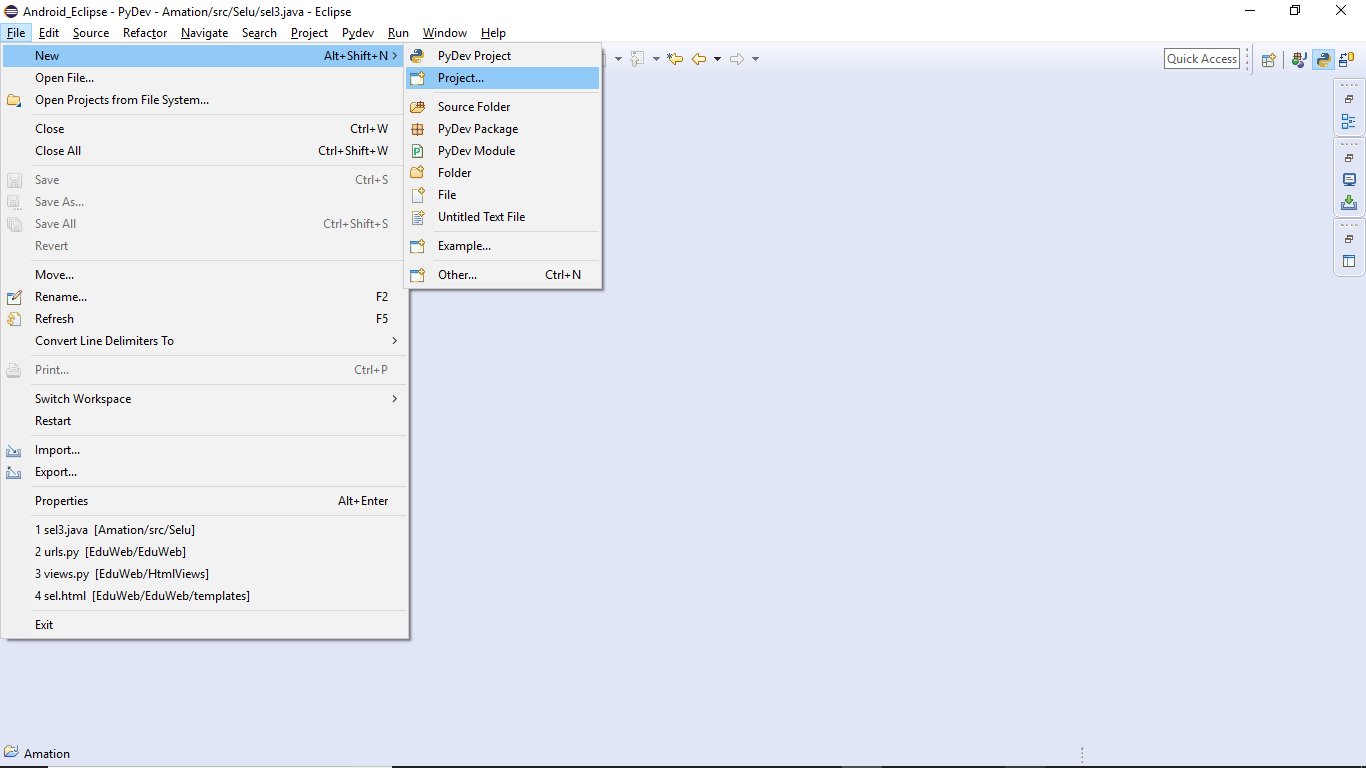 Android_Eclipse - PyDev - Amation/src/Selu/sel3.java - Eclipse
File Edit Source Refactor Navigate Search Project Pydev Run Window Help
New Alt+Shift+N
Open File...
Open Projects from File System...
Close Ctrl+W
Close All Ctrl+Shift+W
Save Ctrl+S
Save As...
Save All Ctrl+Shift+S
Revert
Move...
Rename... F2
Refresh F5
Convert Line Delimiters To
Print... Ctrl+P
Switch Workspace
Restart
Import...
Export...
Properties Alt+Enter
1 sel3.java [Amation/src/Selu]
2 urls.py [EduWeb/EduWeb]
3 views.py [EduWeb/HtmlViews]
4 sel.html [EduWeb/EduWeb/templates]
Exit
PyDev Project
Project...
Source Folder
PyDev Package
PyDev Module
Folder
File
Untitled Text File
Example...
Other... Ctrl+N
Quick Access
Amation